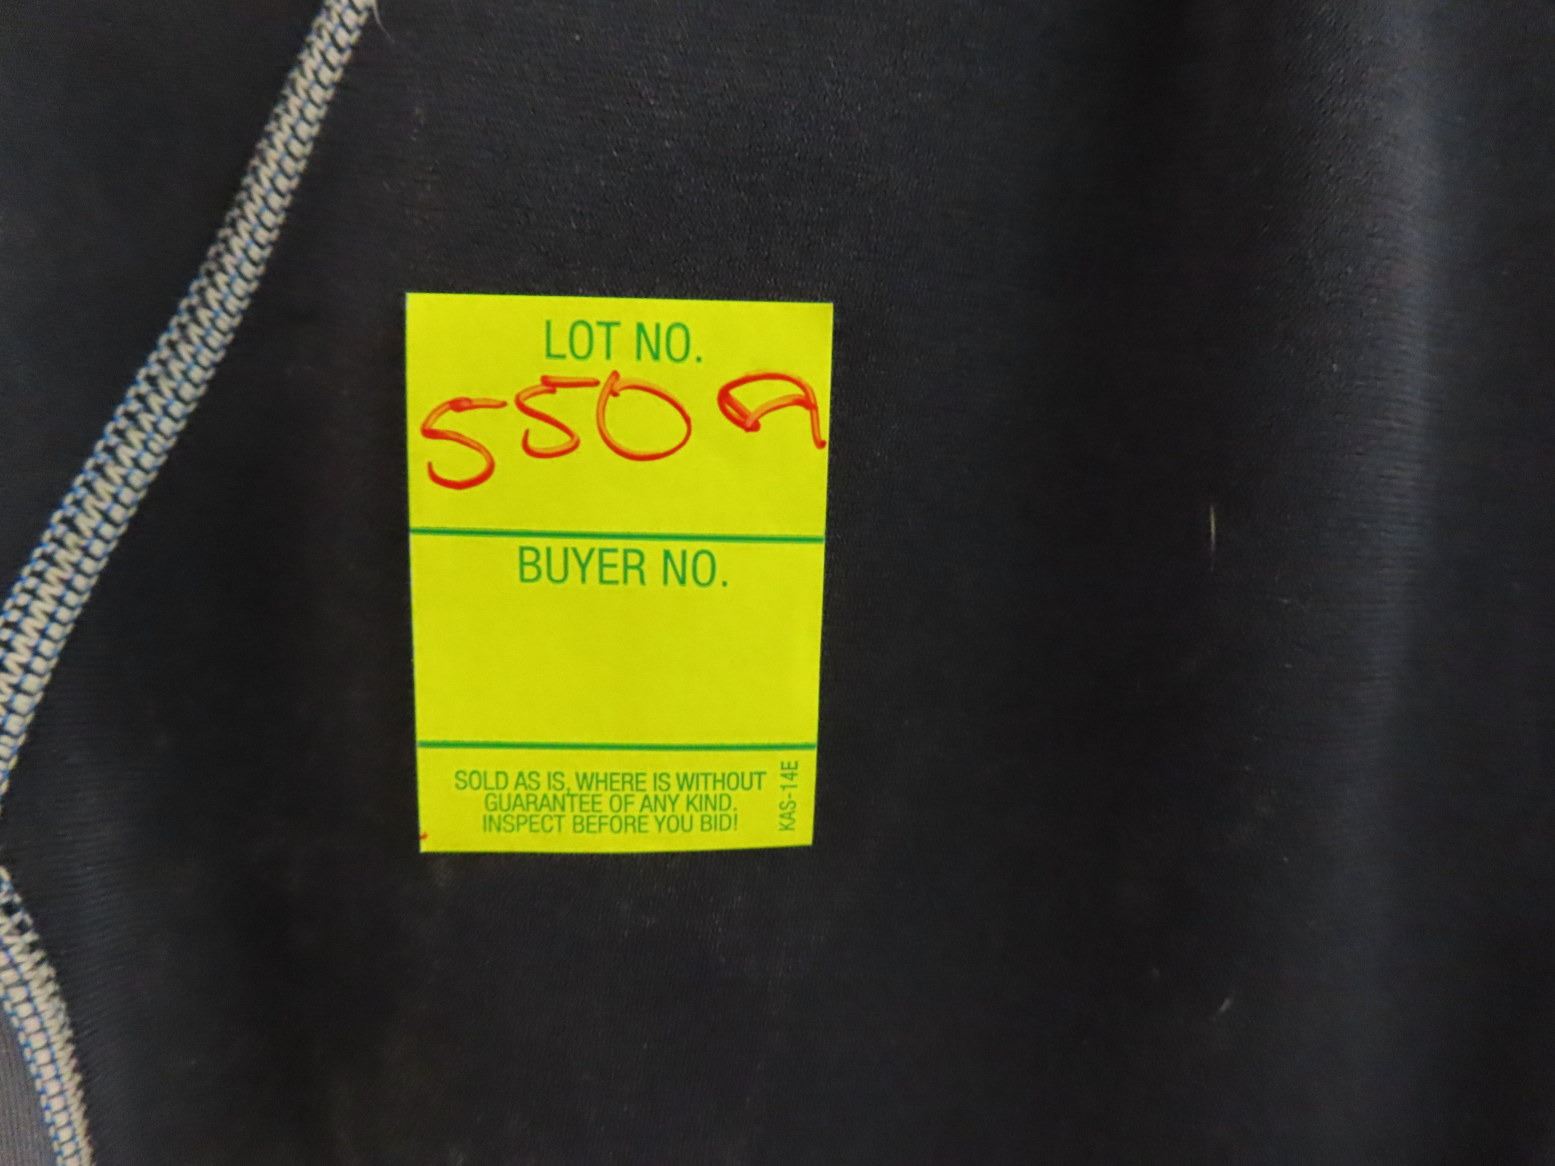 LOT NO.
550 A
BUYER NO.
SOLD AS IS, WHERE IS WITHOUT
GUARANTEE OF ANY KIND.
INSPECT BEFORE YOU BID!
KAS-14E